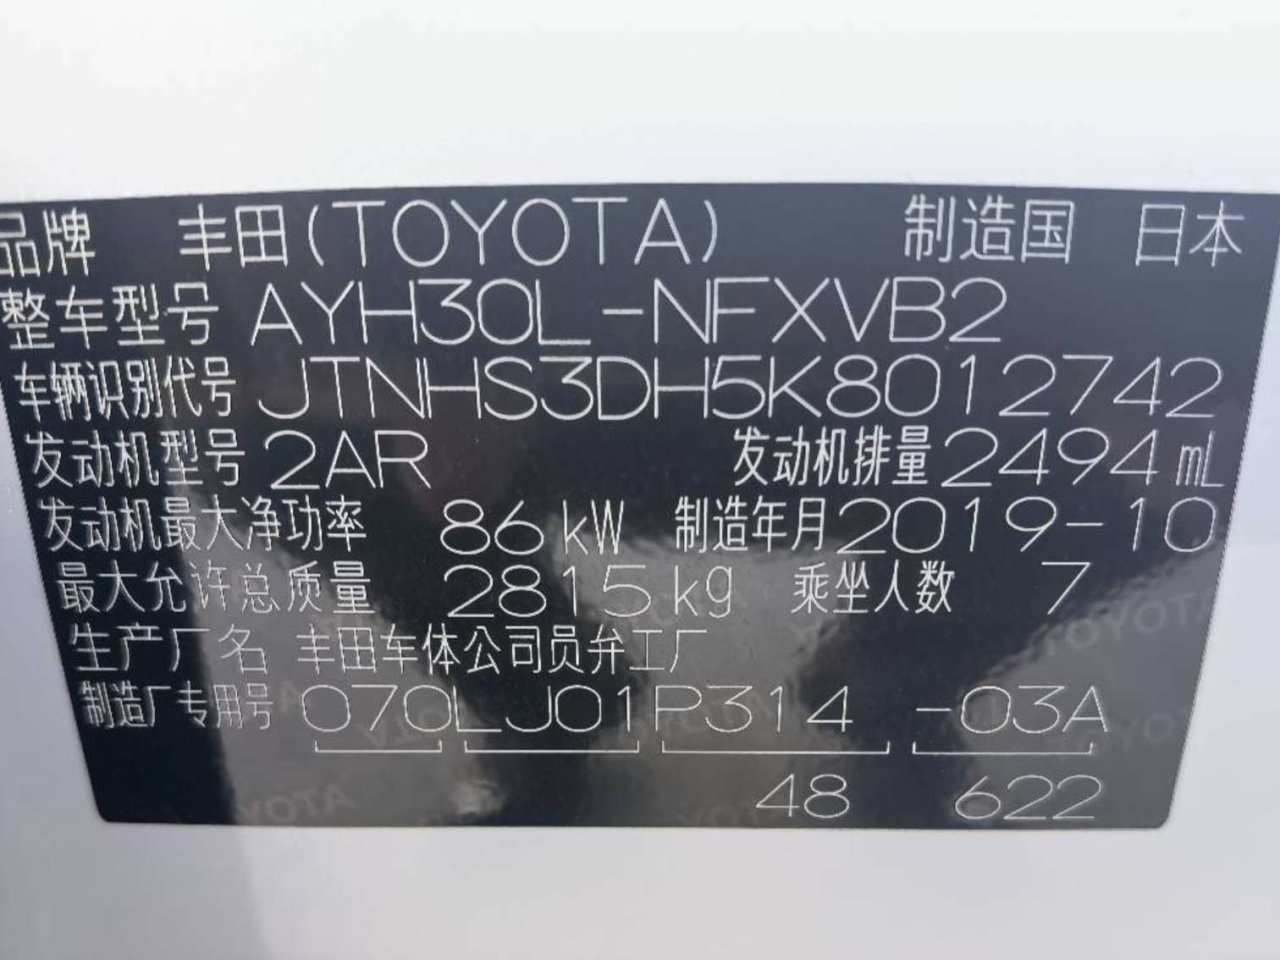 品牌 丰田(TOYOTA) 制造国 日本
整车型号 AYH30L-NFXVB2
车辆识别代号 JTNHS3DH5K8012742
发动机型号 2AR 发动机排量 2494 mL
发动机最大净功率 86 kW 制造年月 2019-10
最大允许总质量 2815 kg 乘坐人数 7
生产厂名 丰田车体公司员弁工厂
制造厂专用号 070LJ01P314 -03A
48 622
TOYOTA
TOYOTA
TOYOTA